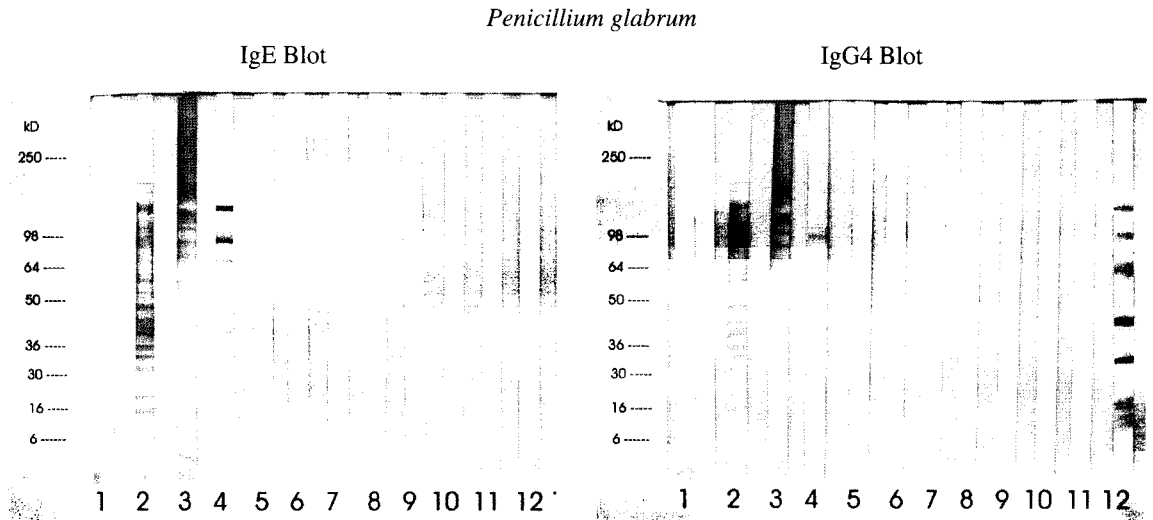 Penicillium glabrum
IgE Blot
IgG4 Blot
kD
250 -----
98 -----
64 -----
50 -----
36 -----
30 -----
16 -----
6 -----
1 2 3 4 5 6 7 8 9 10 11 12
kD
250 -----
98 -----
64 -----
50 -----
36 -----
30 -----
16 -----
6 -----
1 2 3 4 5 6 7 8 9 10 11 12